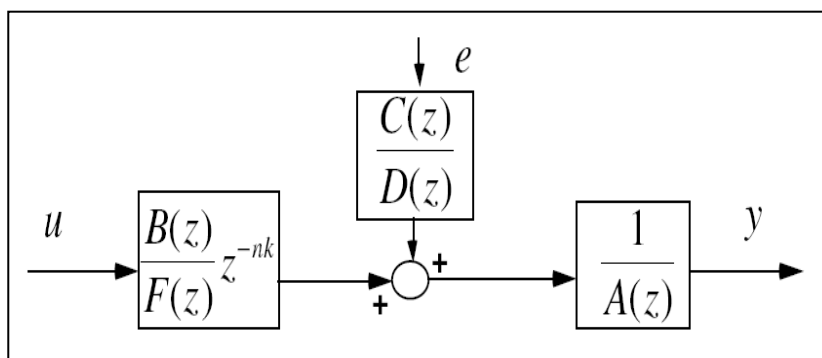 e
C(z)
D(z)
u
B(z)
F(z)
z^{-nk}
+
+
1
A(z)
y